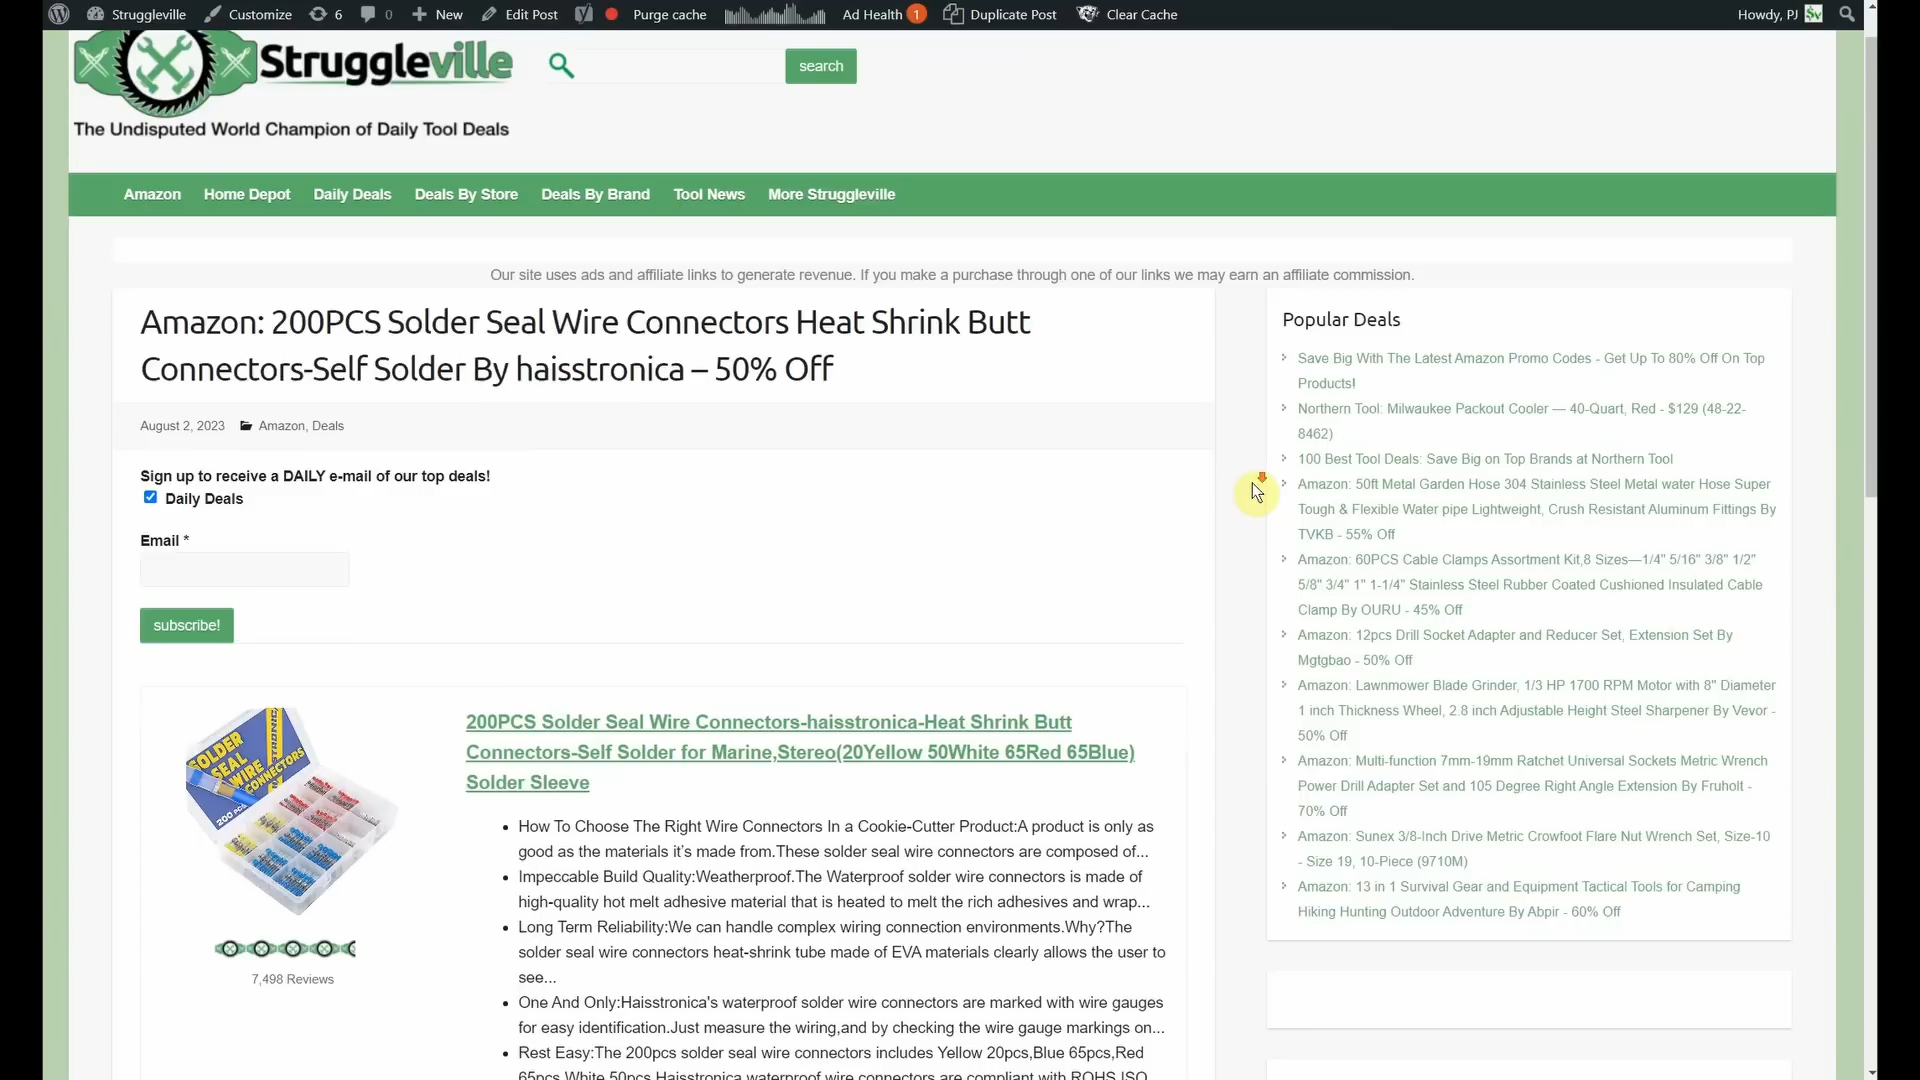 Struggleville Customize 6 0 New Edit Post Purge cache Ad Health 1 Duplicate Post Clear Cache Howdy, PJ
Struggleville
search
The Undisputed World Champion of Daily Tool Deals
Amazon Home Depot Daily Deals Deals By Store Deals By Brand Tool News More Struggleville
Our site uses ads and affiliate links to generate revenue. If you make a purchase through one of our links we may earn an affiliate commission.
Amazon: 200PCS Solder Seal Wire Connectors Heat Shrink Butt
Connectors-Self Solder By haisstronica – 50% Off
August 2, 2023 Amazon, Deals
Sign up to receive a DAILY e-mail of our top deals!
Daily Deals
Email *
subscribe!
SOLDER
SEAL
WIRE
CONNECTORS
200 PCS
7,498 Reviews
200PCS Solder Seal Wire Connectors-haisstronica-Heat Shrink Butt
Connectors-Self Solder for Marine,Stereo(20Yellow 50White 65Red 65Blue)
Solder Sleeve
How To Choose The Right Wire Connectors In a Cookie-Cutter Product:A product is only as
good as the materials it's made from.These solder seal wire connectors are composed of...
Impeccable Build Quality:Weatherproof.The Waterproof solder wire connectors is made of
high-quality hot melt adhesive material that is heated to melt the rich adhesives and wrap...
Long Term Reliability:We can handle complex wiring connection environments.Why?The
solder seal wire connectors heat-shrink tube made of EVA materials clearly allows the user to
see...
One And Only:Haisstronica's waterproof solder wire connectors are marked with wire gauges
for easy identification.Just measure the wiring,and by checking the wire gauge markings on...
Rest Easy:The 200pcs solder seal wire connectors includes Yellow 20pcs,Blue 65pcs,Red
65pcs,White 50pcs.Haisstronica waterproof wire connectors are compliant with ROHS,ISO
Popular Deals
Save Big With The Latest Amazon Promo Codes - Get Up To 80% Off On Top
Products!
Northern Tool: Milwaukee Packout Cooler — 40-Quart, Red - $129 (48-22-
8462)
100 Best Tool Deals: Save Big on Top Brands at Northern Tool
Amazon: 50ft Metal Garden Hose 304 Stainless Steel Metal water Hose Super
Tough & Flexible Water pipe Lightweight, Crush Resistant Aluminum Fittings By
TVKB - 55% Off
Amazon: 60PCS Cable Clamps Assortment Kit,8 Sizes—1/4" 5/16" 3/8" 1/2"
5/8" 3/4" 1" 1-1/4" Stainless Steel Rubber Coated Cushioned Insulated Cable
Clamp By OURU - 45% Off
Amazon: 12pcs Drill Socket Adapter and Reducer Set, Extension Set By
Mgtgbao - 50% Off
Amazon: Lawnmower Blade Grinder, 1/3 HP 1700 RPM Motor with 8" Diameter
1 inch Thickness Wheel, 2.8 inch Adjustable Height Steel Sharpener By Vevor -
50% Off
Amazon: Multi-function 7mm-19mm Ratchet Universal Sockets Metric Wrench
Power Drill Adapter Set and 105 Degree Right Angle Extension By Fruholt -
70% Off
Amazon: Sunex 3/8-Inch Drive Metric Crowfoot Flare Nut Wrench Set, Size-10
- Size 19, 10-Piece (9710M)
Amazon: 13 in 1 Survival Gear and Equipment Tactical Tools for Camping
Hiking Hunting Outdoor Adventure By Abpir - 60% Off